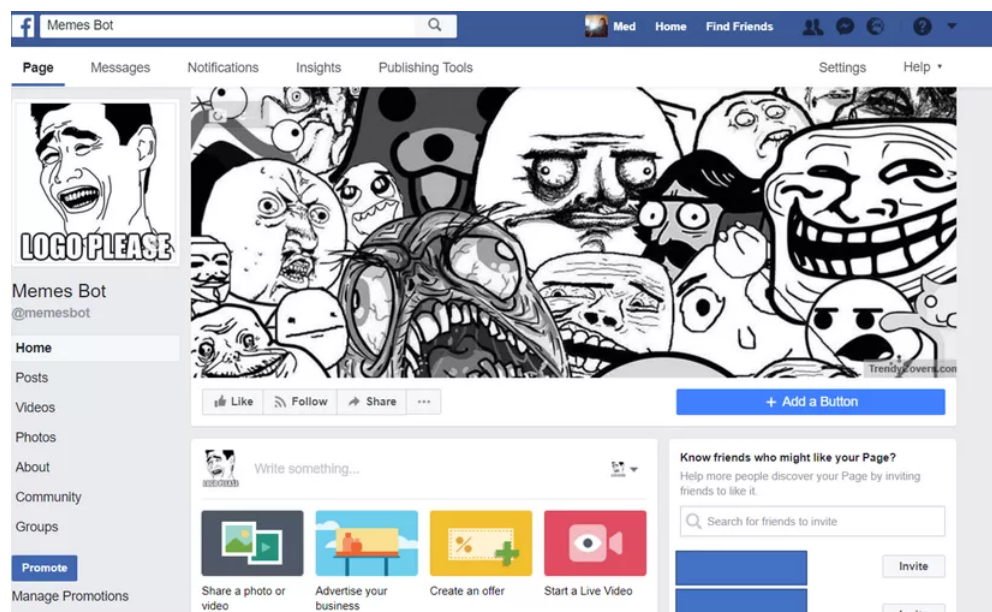 Memes Bot
Med Home Find Friends
Page Messages Notifications Insights Publishing Tools Settings Help
LOGO PLEASE
Memes Bot
@memesbot
Home
Posts
Videos
Photos
About
Community
Groups
Promote
Manage Promotions
TrendyCovers.com
Like Follow Share ...
+ Add a Button
LOGO PLEASE
Write something...
Share a photo or
video
Advertise your
business
Create an offer
Start a Live Video
Know friends who might like your Page?
Help more people discover your Page by inviting
friends to like it.
Search for friends to invite
Invite